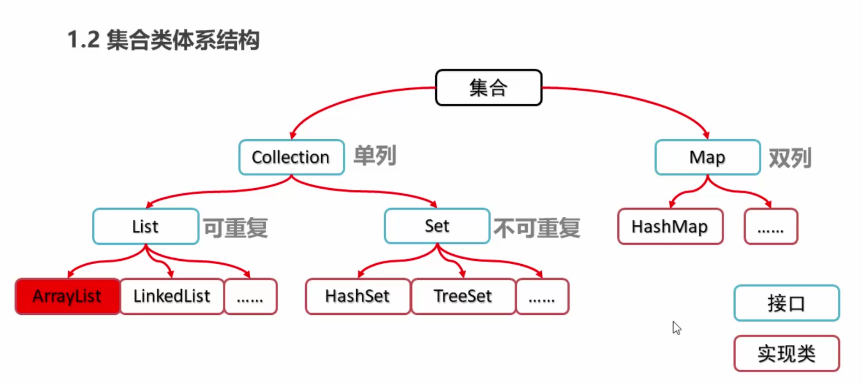 1.2 集合类体系结构
集合
Collection 单列
Map 双列
List 可重复
Set 不可重复
HashMap
......
ArrayList
LinkedList
......
HashSet
TreeSet
......
接口
实现类